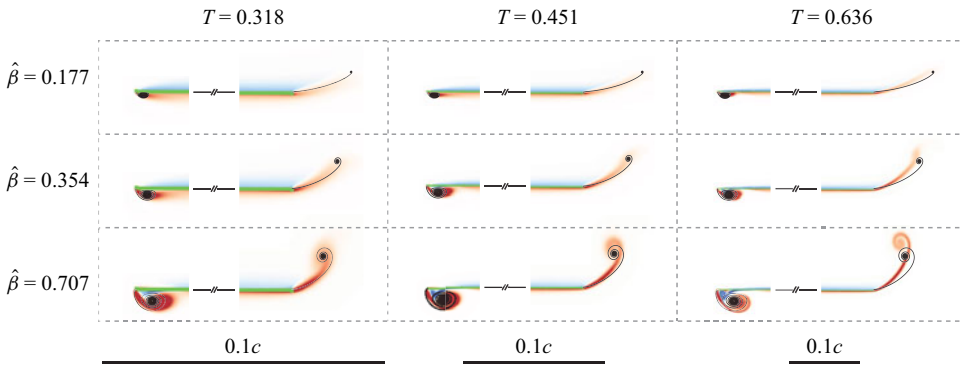 T = 0.318 T = 0.451 T = 0.636
β̂ = 0.177
β̂ = 0.354
β̂ = 0.707
0.1c 0.1c 0.1c